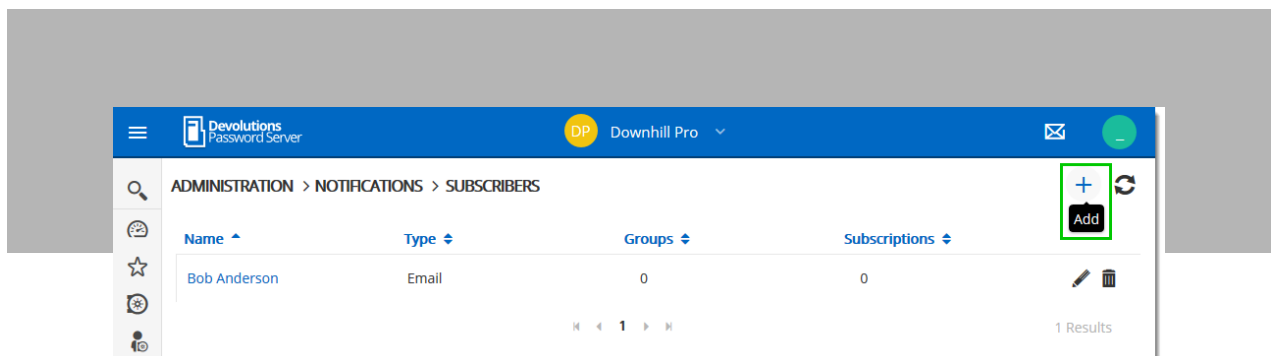 Devolutions
Password Server
DP Downhill Pro
_
ADMINISTRATION > NOTIFICATIONS > SUBSCRIBERS
Add
Name Type Groups Subscriptions
Bob Anderson Email 0 0
1
1 Results